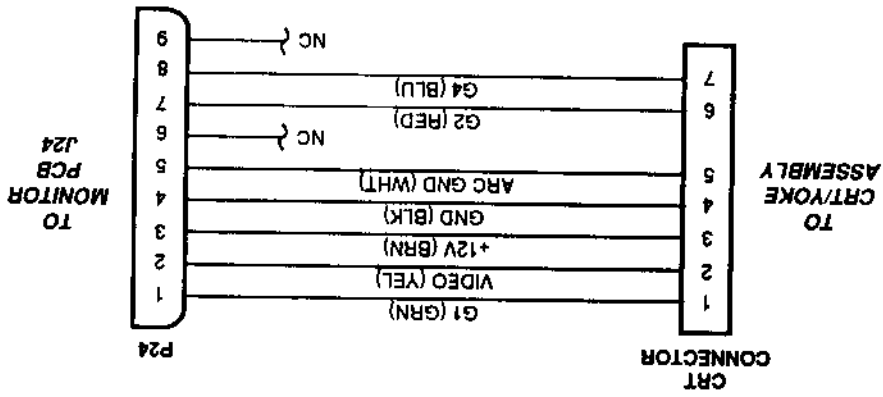 CRT
CONNECTOR
P24
1 G1 (GRN) 1
2 VIDEO (YEL) 2
3 +12V (BRN) 3
4 GND (BLK) 4
5 ARC GND (WHT) 5
NC 6
6 G2 (RED) 7
7 G4 (BLU) 8
NC 9
TO
CRT/YOKE
ASSEMBLY
TO
MONITOR
PCB
J24